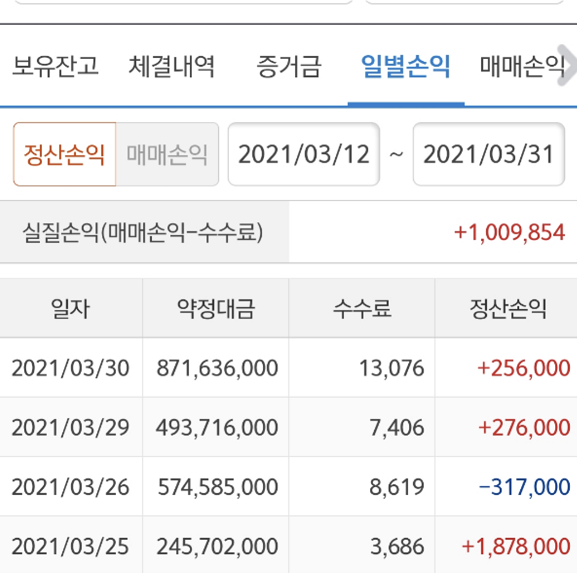 보유잔고 체결내역 증거금 일별손익 매매손익
정산손익 매매손익 2021/03/12 ~ 2021/03/31
실질손익(매매손익-수수료) +1,009,854
일자 약정대금 수수료 정산손익
2021/03/30 871,636,000 13,076 +256,000
2021/03/29 493,716,000 7,406 +276,000
2021/03/26 574,585,000 8,619 -317,000
2021/03/25 245,702,000 3,686 +1,878,000